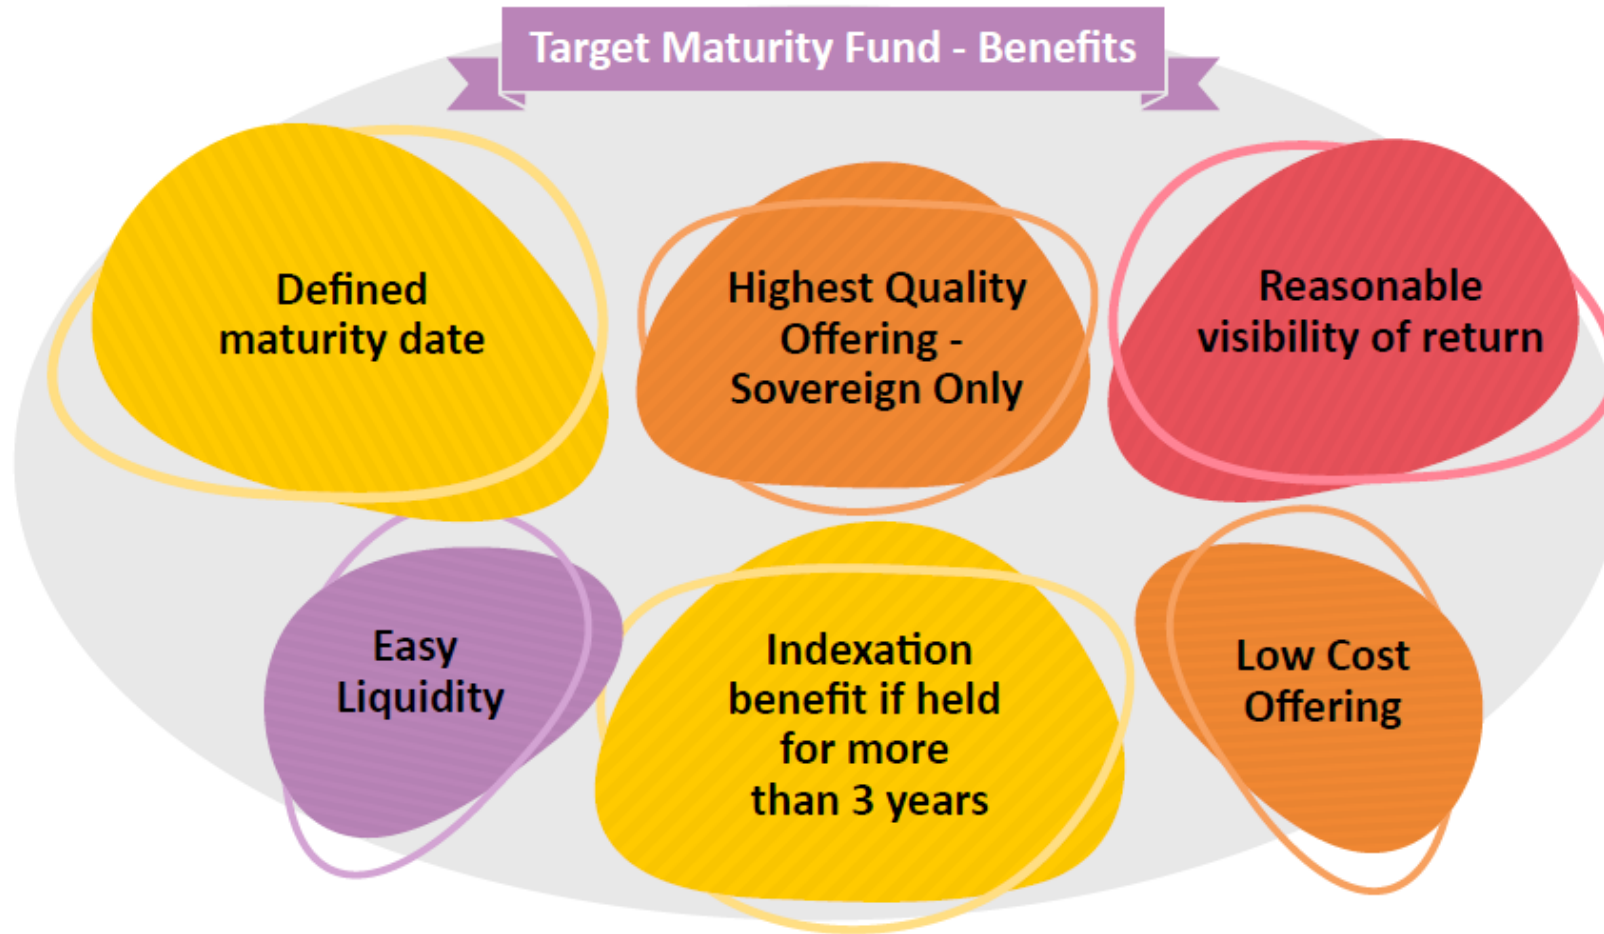 Target Maturity Fund - Benefits
Defined
maturity date
Highest Quality
Offering -
Sovereign Only
Reasonable
visibility of return
Easy
Liquidity
Indexation
benefit if held
for more
than 3 years
Low Cost
Offering